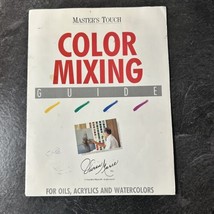 MASTER'S TOUCH
COLOR
MIXING
GUIDE
FOR OILS, ACRYLICS AND WATERCOLORS